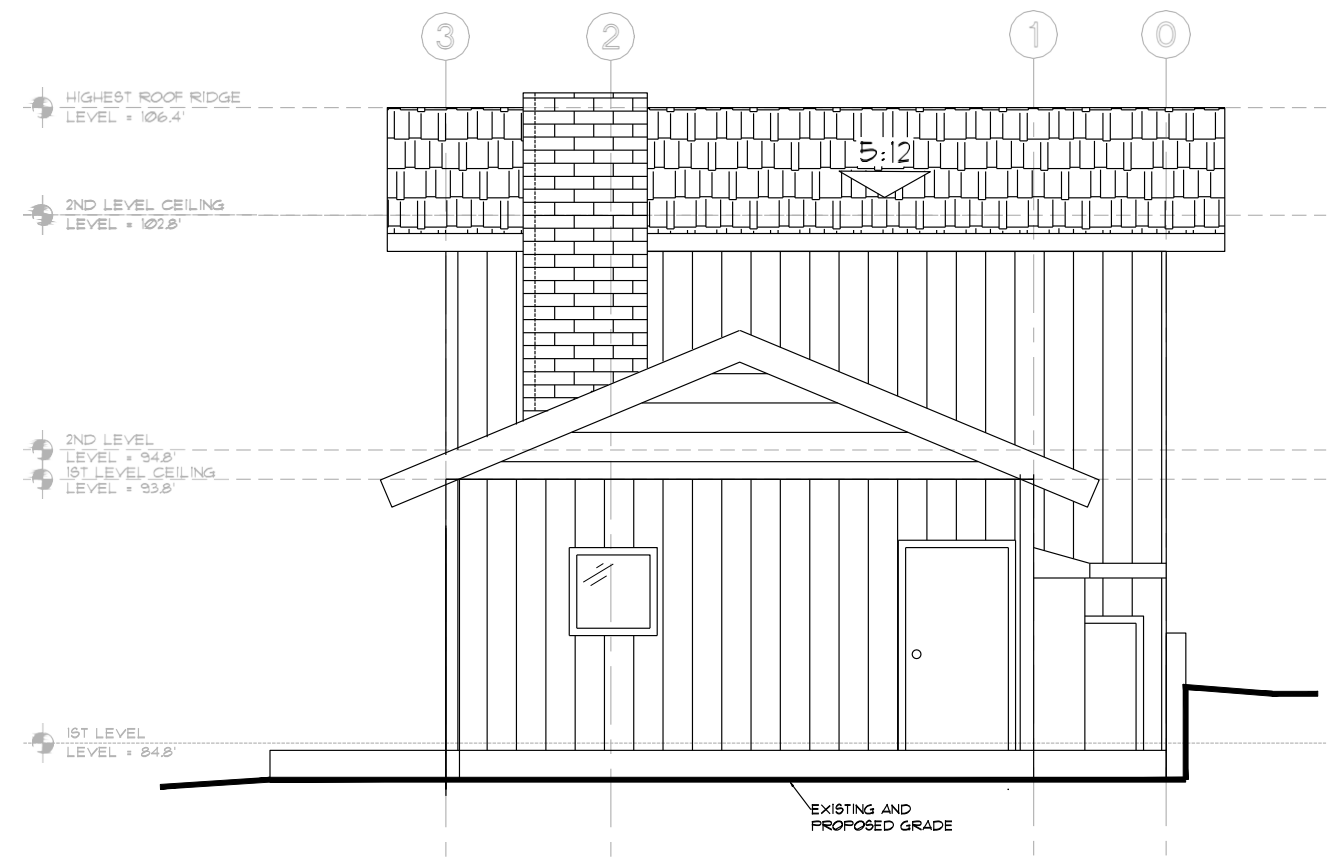 3 2 1 0
HIGHEST ROOF RIDGE
LEVEL = 106.4'
5:12
2ND LEVEL CEILING
LEVEL = 102.8'
2ND LEVEL
LEVEL = 94.8'
1ST LEVEL CEILING
LEVEL = 93.8'
1ST LEVEL
LEVEL = 84.8'
EXISTING AND
PROPOSED GRADE